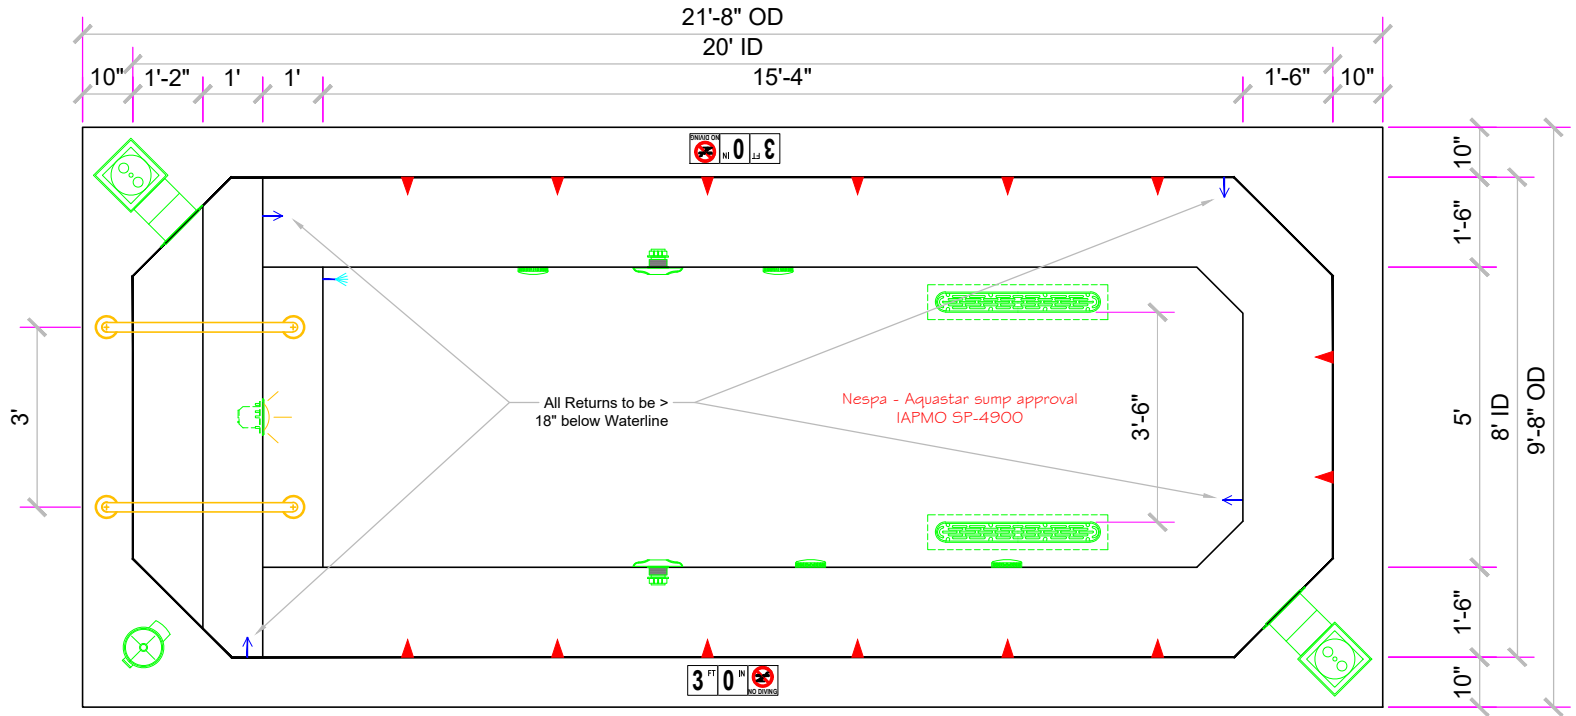 21'-8" OD
20' ID
10" 1'-2" 1' 1' 15'-4" 1'-6" 10"
NO DIVING 0 IN 3 FT
10"
1'-6"
3'
All Returns to be >
18" below Waterline
Nespa - Aquastar sump approval
IAPMO SP-4900
3'-6"
5'
8' ID
9'-8" OD
1'-6"
10"
3 FT 0 IN NO DIVING